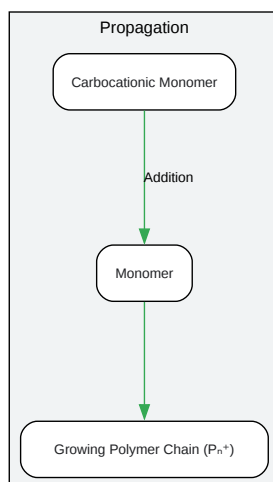 Propagation
Carbocationic Monomer
Addition
Monomer
Growing Polymer Chain (Pₙ⁺)